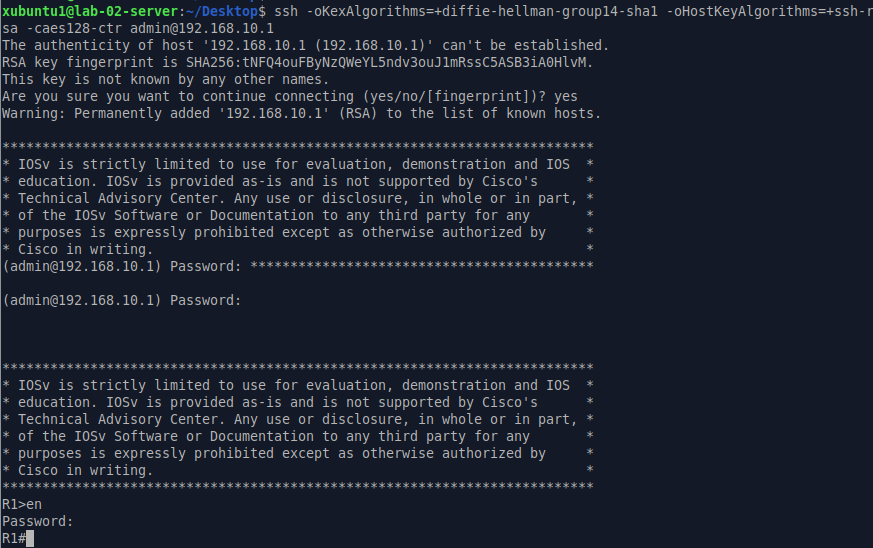 xubuntu1@lab-02-server:~/Desktop$ ssh -oKexAlgorithms=+diffie-hellman-group14-sha1 -oHostKeyAlgorithms=+ssh-r
sa -caes128-ctr admin@192.168.10.1
The authenticity of host '192.168.10.1 (192.168.10.1)' can't be established.
RSA key fingerprint is SHA256:tNFQ4ouFByNzQWeYL5ndv3ouJ1mRssC5ASB3iA0HlvM.
This key is not known by any other names.
Are you sure you want to continue connecting (yes/no/[fingerprint])? yes
Warning: Permanently added '192.168.10.1' (RSA) to the list of known hosts.

**************************************************************************
* IOSv is strictly limited to use for evaluation, demonstration and IOS  *
* education. IOSv is provided as-is and is not supported by Cisco's      *
* Technical Advisory Center. Any use or disclosure, in whole or in part, *
* of the IOSv Software or Documentation to any third party for any       *
* purposes is expressly prohibited except as otherwise authorized by     *
* Cisco in writing.                                                      *
(admin@192.168.10.1) Password: *******************************************

(admin@192.168.10.1) Password:

**************************************************************************
* IOSv is strictly limited to use for evaluation, demonstration and IOS  *
* education. IOSv is provided as-is and is not supported by Cisco's      *
* Technical Advisory Center. Any use or disclosure, in whole or in part, *
* of the IOSv Software or Documentation to any third party for any       *
* purposes is expressly prohibited except as otherwise authorized by     *
* Cisco in writing.                                                      *
**************************************************************************
R1>en
Password:
R1#